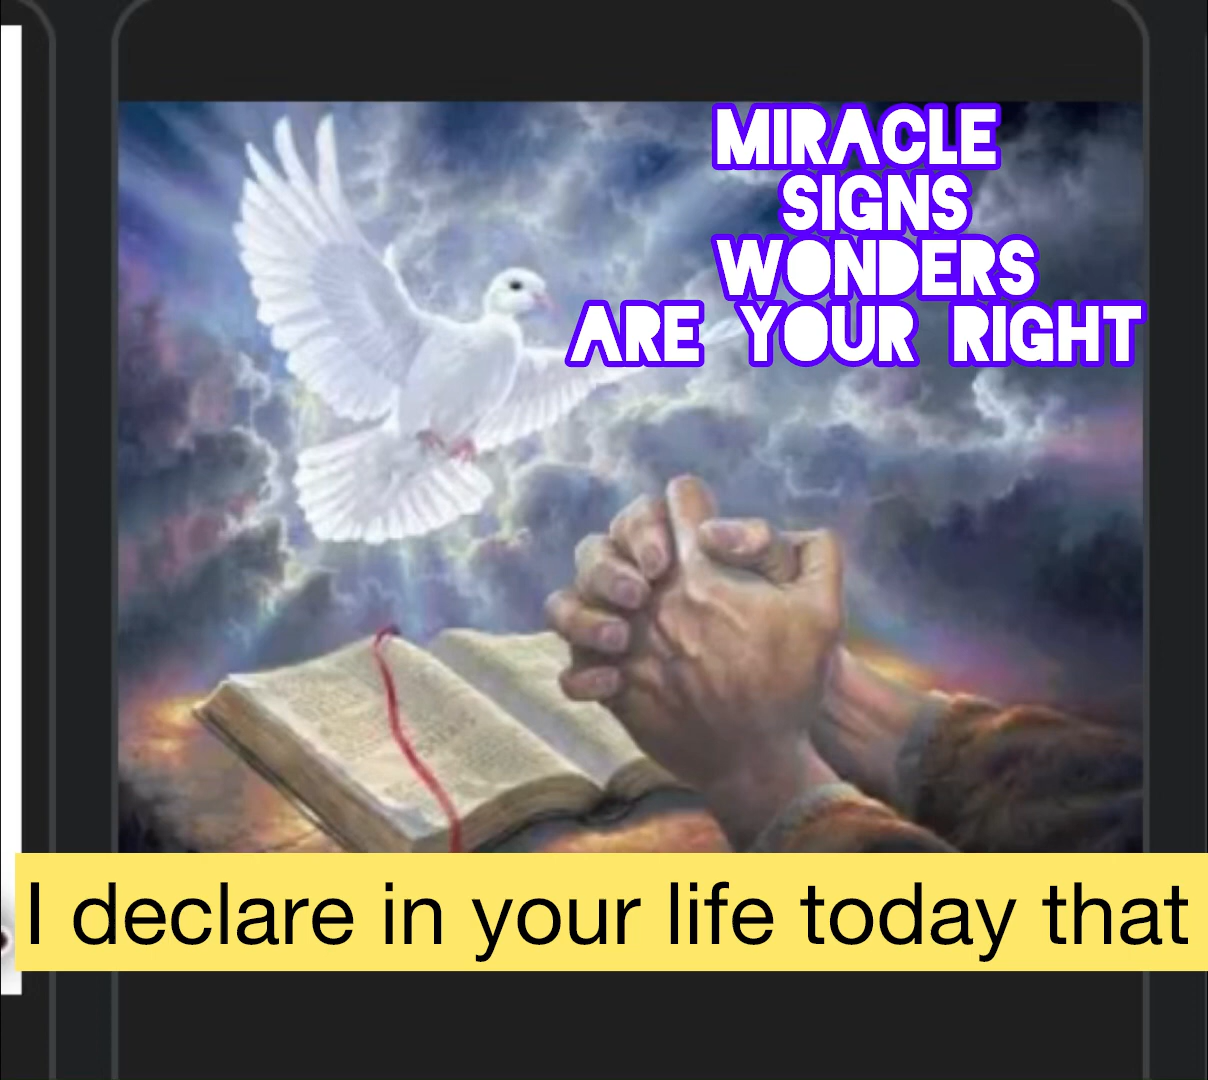 MIRACLE
SIGNS
WONDERS
ARE YOUR RIGHT
I declare in your life today that